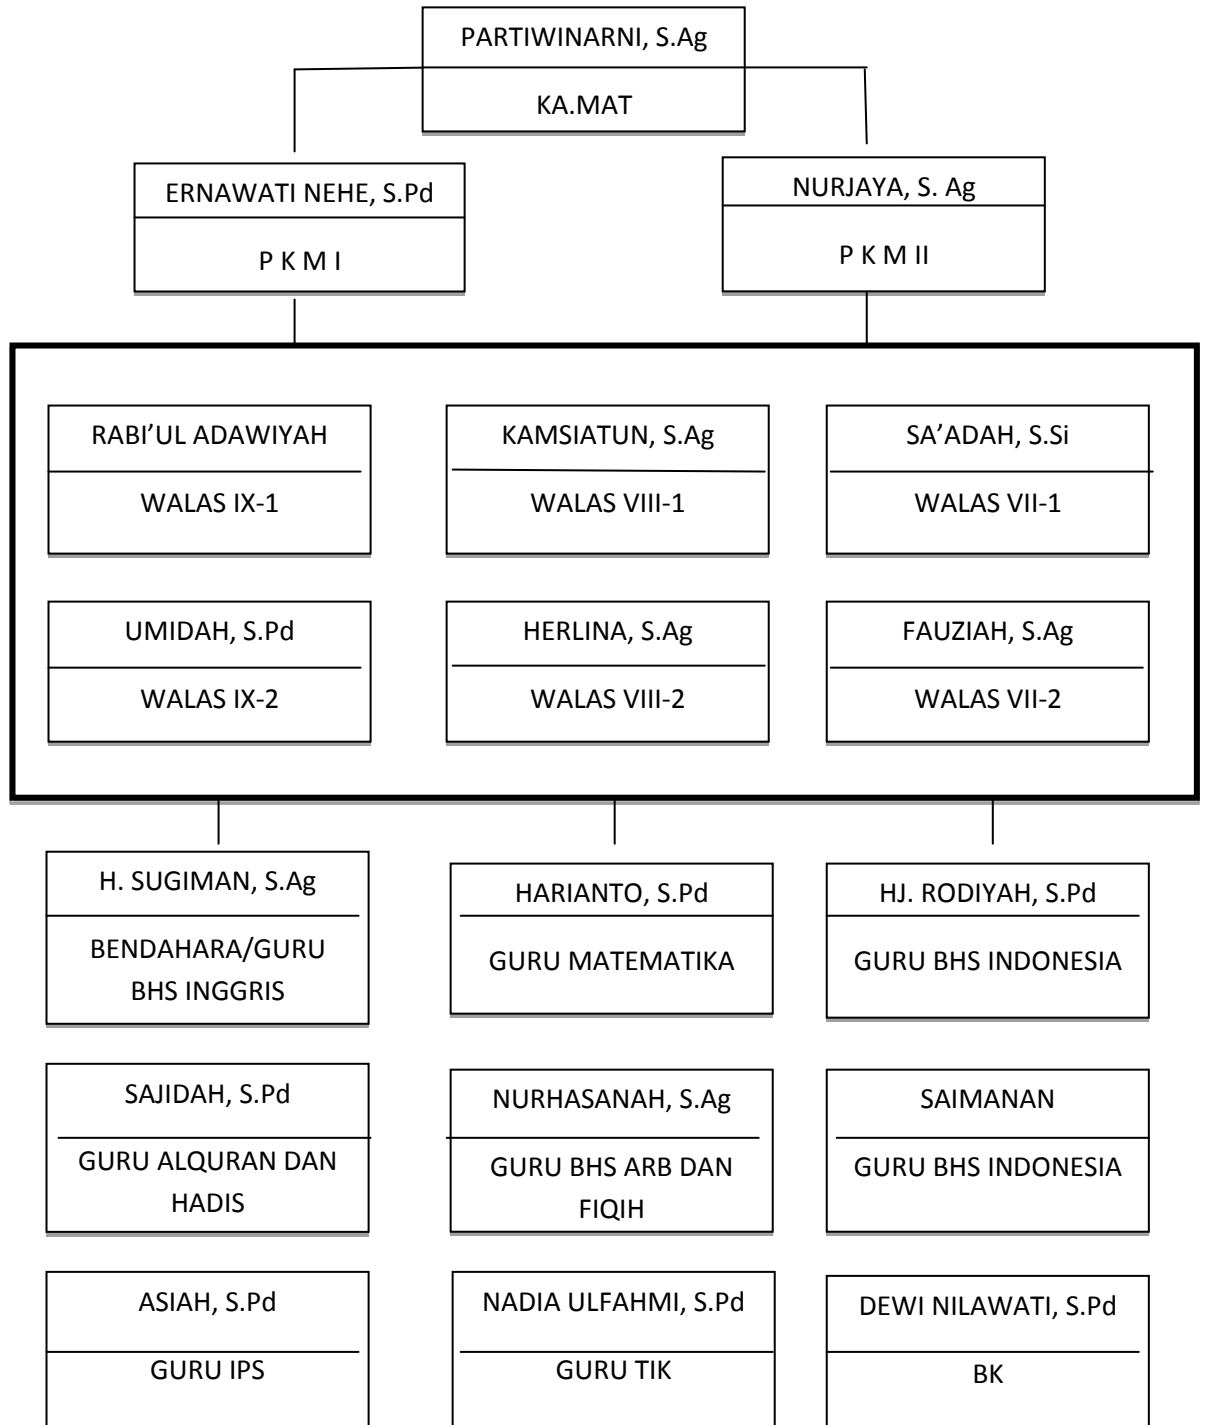 PARTIWINARNI, S.Ag
KA.MAT
ERNAWATI NEHE, S.Pd
P K M I
NURJAYA, S. Ag
P K M II
RABI’UL ADAWIYAH
WALAS IX-1
KAMSIATUN, S.Ag
WALAS VIII-1
SA’ADAH, S.Si
WALAS VII-1
UMIDAH, S.Pd
WALAS IX-2
HERLINA, S.Ag
WALAS VIII-2
FAUZIAH, S.Ag
WALAS VII-2
H. SUGIMAN, S.Ag
BENDAHARA/GURU
BHS INGGRIS
HARIANTO, S.Pd
GURU MATEMATIKA
HJ. RODIYAH, S.Pd
GURU BHS INDONESIA
SAJIDAH, S.Pd
GURU ALQURAN DAN
HADIS
NURHASANAH, S.Ag
GURU BHS ARB DAN
FIQIH
SAIMANAN
GURU BHS INDONESIA
ASIAH, S.Pd
GURU IPS
NADIA ULFAHMI, S.Pd
GURU TIK
DEWI NILAWATI, S.Pd
BK